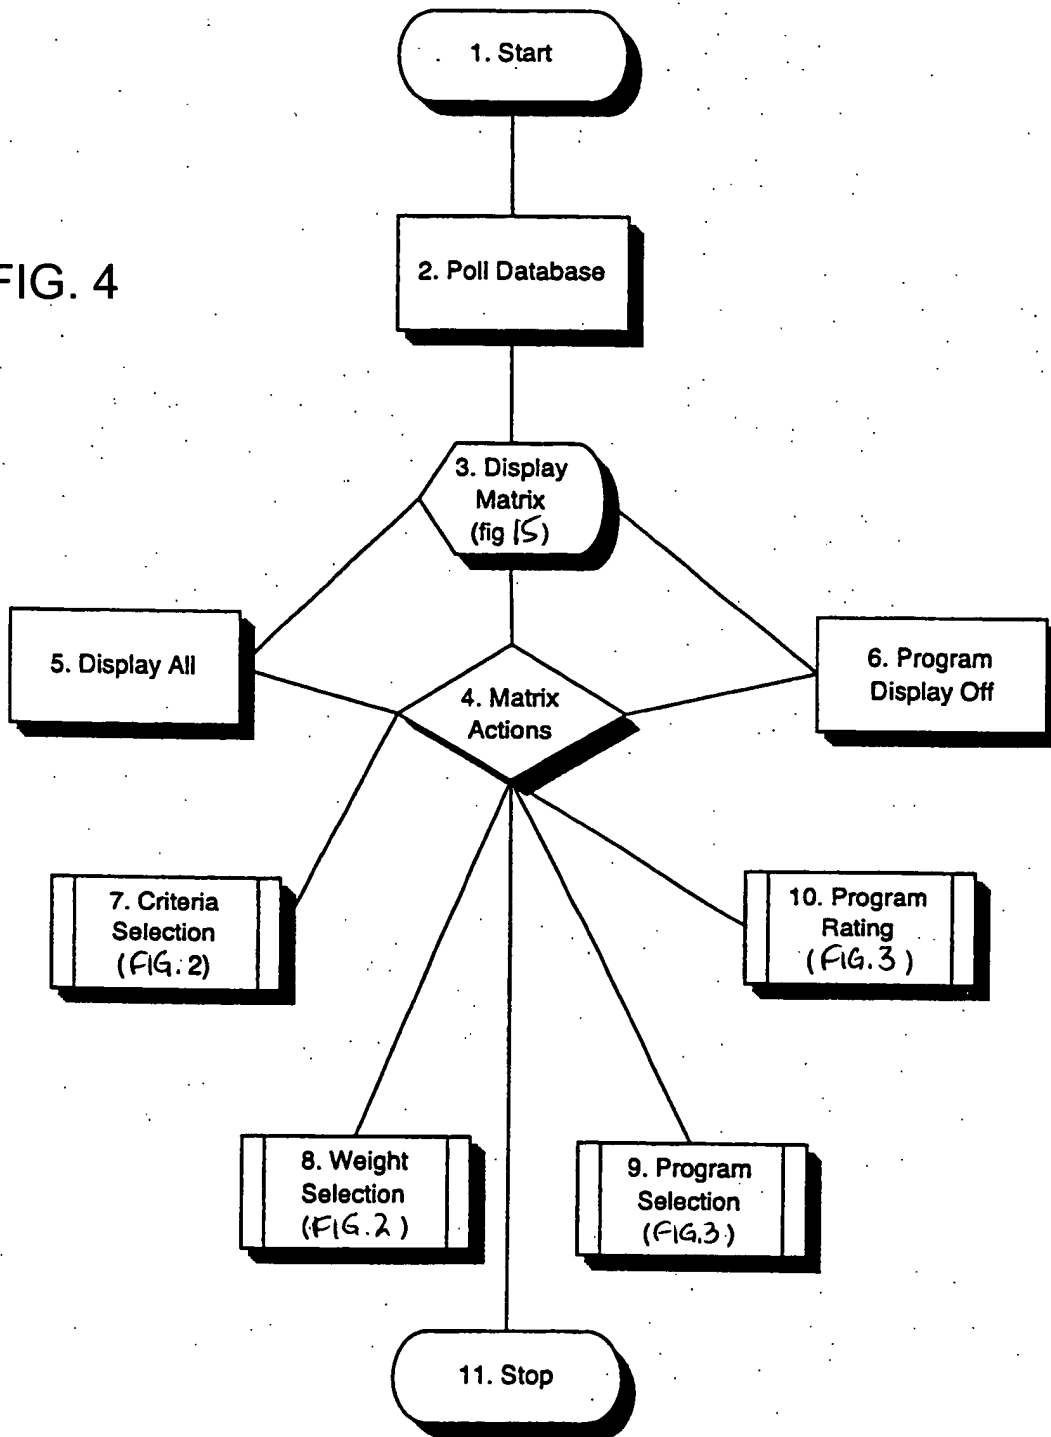 1. Start
2. Poll Database
FIG. 4
3. Display
Matrix
(fig 15)
5. Display All
4. Matrix
Actions
6. Program
Display Off
7. Criteria
Selection
(FIG. 2)
10. Program
Rating
(FIG. 3)
8. Weight
Selection
(FIG. 2)
9. Program
Selection
(FIG. 3)
11. Stop